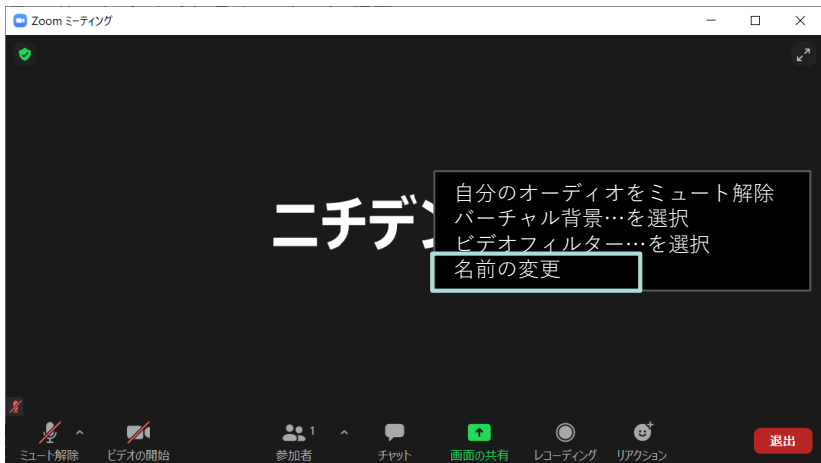 Zoom ミーティング
ニチデン
自分のオーディオをミュート解除
バーチャル背景…を選択
ビデオフィルター…を選択
名前の変更
1
ミュート解除 ビデオの開始 参加者 チャット 画面の共有 レコーディング リアクション 退出